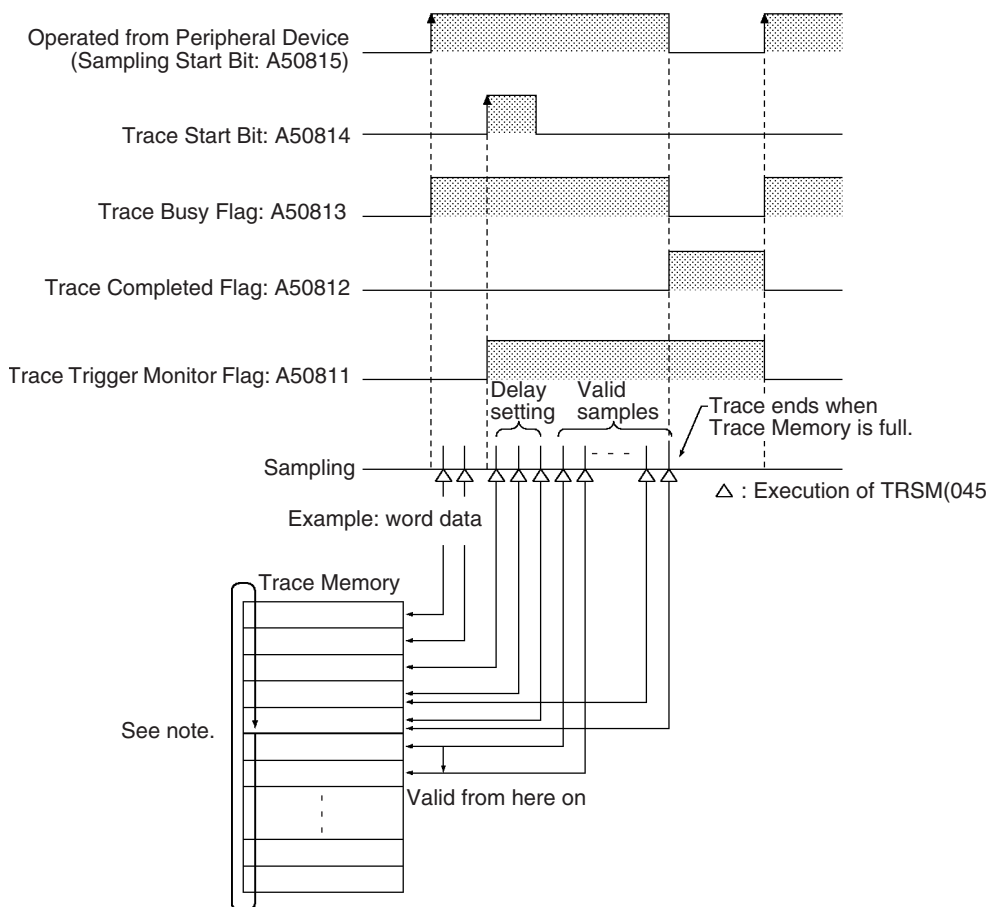 Operated from Peripheral Device
(Sampling Start Bit: A50815)
Trace Start Bit: A50814
Trace Busy Flag: A50813
Trace Completed Flag: A50812
Trace Trigger Monitor Flag: A50811
Delay
setting
Valid
samples
Trace ends when
Trace Memory is full.
Sampling
△ : Execution of TRSM(045
Example: word data
Trace Memory
See note.
Valid from here on